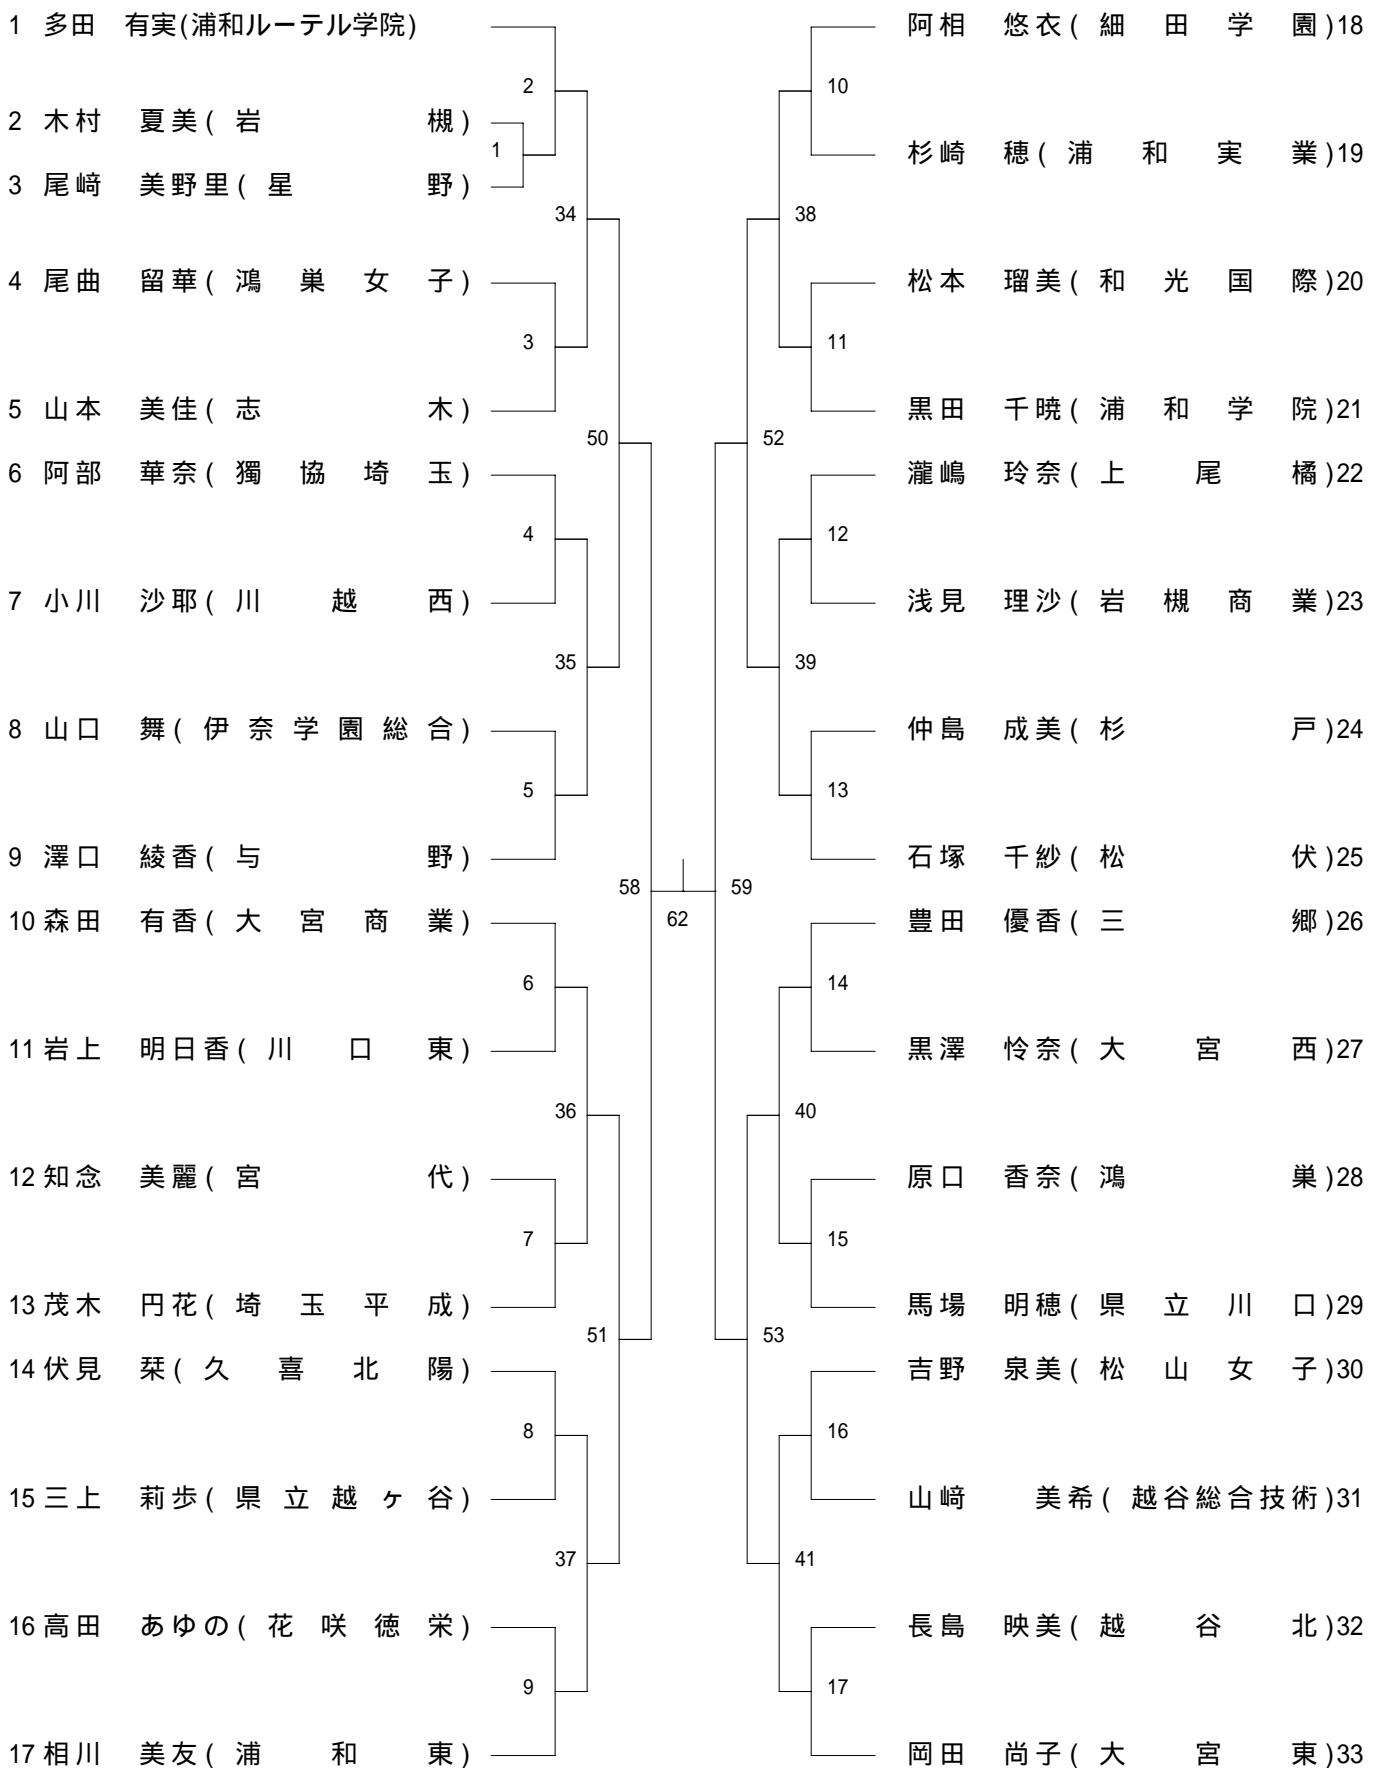 1 多田 有実(浦和ルーテル学院)
2 木村 夏美(岩槻)
3 尾﨑 美野里(星野)
4 尾曲 留華(鴻巣女子)
5 山本 美佳(志木)
6 阿部 華奈(獨協埼玉)
7 小川 沙耶(川越西)
8 山口 舞(伊奈学園総合)
9 澤口 綾香(与野)
10 森田 有香(大宮商業)
11 岩上 明日香(川口東)
12 知念 美麗(宮代)
13 茂木 円花(埼玉平成)
14 伏見 栞(久喜北陽)
15 三上 莉歩(県立越ヶ谷)
16 高田 あゆの(花咲徳栄)
17 相川 美友(浦和東)
2
1
34
3
50
4
35
5
58
6
36
7
51
8
37
9
62
10
38
11
52
12
39
13
59
14
40
15
53
16
41
17
阿相 悠衣(細田学園)18
杉崎 穂(浦和実業)19
松本 瑠美(和光国際)20
黒田 千暁(浦和学院)21
瀧嶋 玲奈(上尾橘)22
浅見 理沙(岩槻商業)23
仲島 成美(杉戸)24
石塚 千紗(松伏)25
豊田 優香(三郷)26
黒澤 怜奈(大宮西)27
原口 香奈(鴻巣)28
馬場 明穂(県立川口)29
吉野 泉美(松山女子)30
山﨑 美希(越谷総合技術)31
長島 映美(越谷北)32
岡田 尚子(大宮東)33